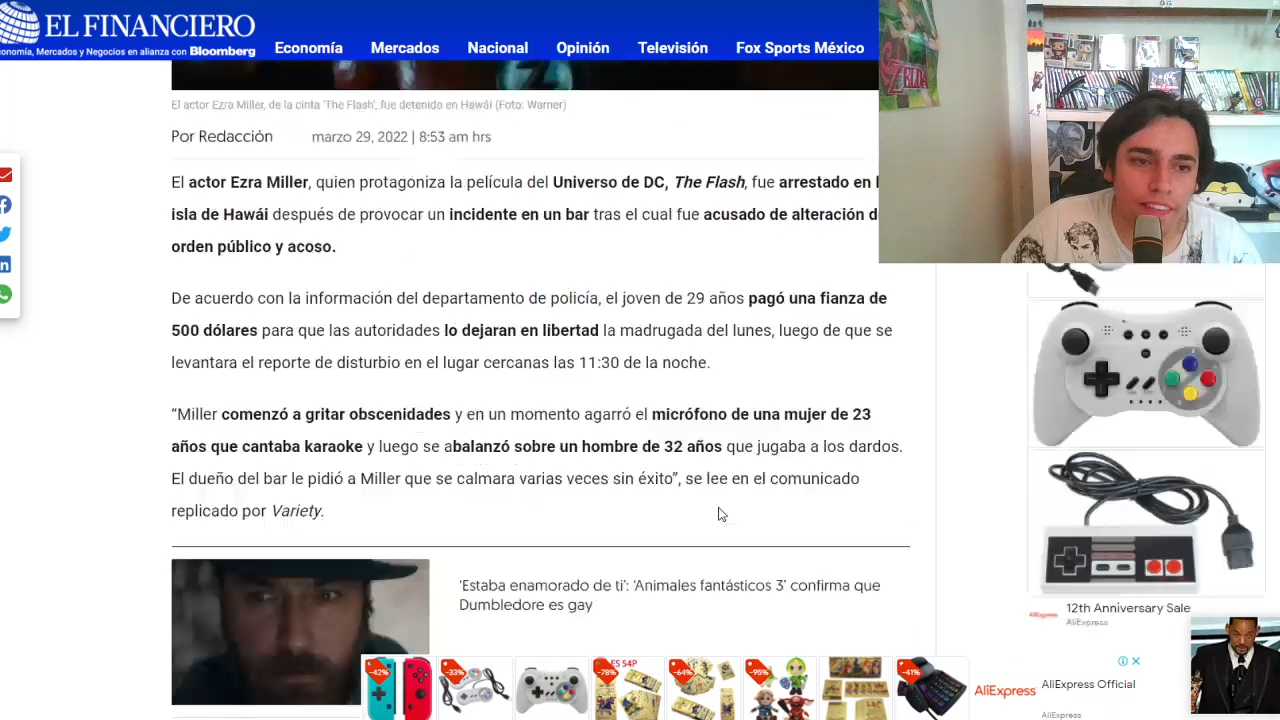 EL FINANCIERO
conomía, Mercados y Negocios en alianza con Bloomberg
Economía Mercados Nacional Opinión Televisión Fox Sports México
ZELDA
El actor Ezra Miller, de la cinta 'The Flash', fue detenido en Hawái (Foto: Warner)
Por Redacción marzo 29, 2022 | 8:53 am hrs
El actor Ezra Miller, quien protagoniza la película del Universo de DC, The Flash, fue arrestado en l
isla de Hawái después de provocar un incidente en un bar tras el cual fue acusado de alteración d
orden público y acoso.
De acuerdo con la información del departamento de policía, el joven de 29 años pagó una fianza de
500 dólares para que las autoridades lo dejaran en libertad la madrugada del lunes, luego de que se
levantara el reporte de disturbio en el lugar cercanas las 11:30 de la noche.
“Miller comenzó a gritar obscenidades y en un momento agarró el micrófono de una mujer de 23
años que cantaba karaoke y luego se abalanzó sobre un hombre de 32 años que jugaba a los dardos.
El dueño del bar le pidió a Miller que se calmara varias veces sin éxito”, se lee en el comunicado
replicado por Variety.
'Estaba enamorado de ti': 'Animales fantásticos 3' confirma que
Dumbledore es gay
12th Anniversary Sale
AliExpress
-42% -33% -78% -64% -95% -41%
AliExpress
AliExpress Official
AliExpress